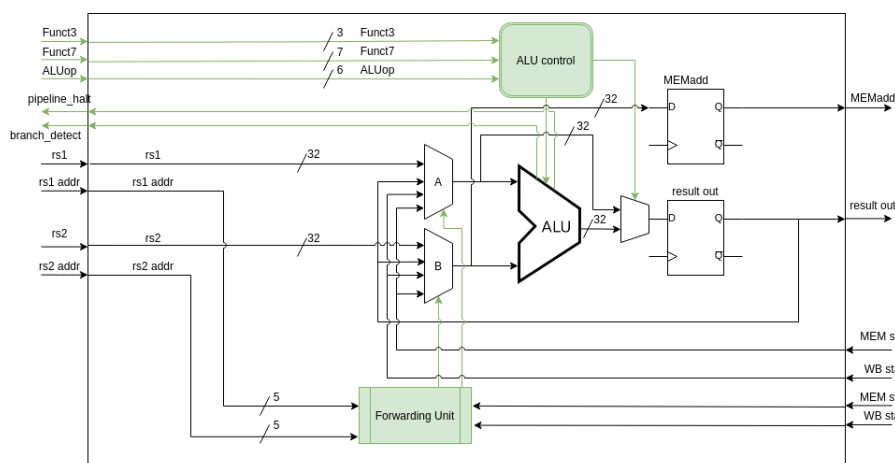 Funct3
3
Funct3
Funct7
7
Funct7
ALUop
6
ALUop
ALU control
pipeline_halt
branch_detect
32
MEMadd
D
Q
Q
MEMadd
32
rs1
rs1
32
rs1 addr
rs1 addr
A
result out
D
Q
Q
result out
rs2
rs2
32
B
ALU
32
rs2 addr
rs2 addr
MEM s
WB sta
5
5
Forwarding Unit
MEM s
WB sta